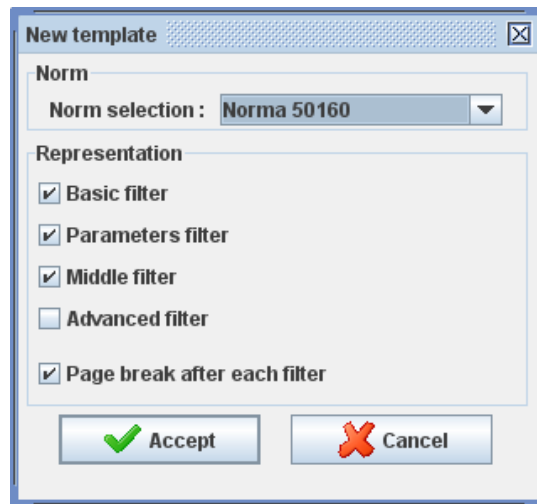 New template
Norm
Norm selection : Norma 50160
Representation
Basic filter
Parameters filter
Middle filter
Advanced filter
Page break after each filter
Accept Cancel